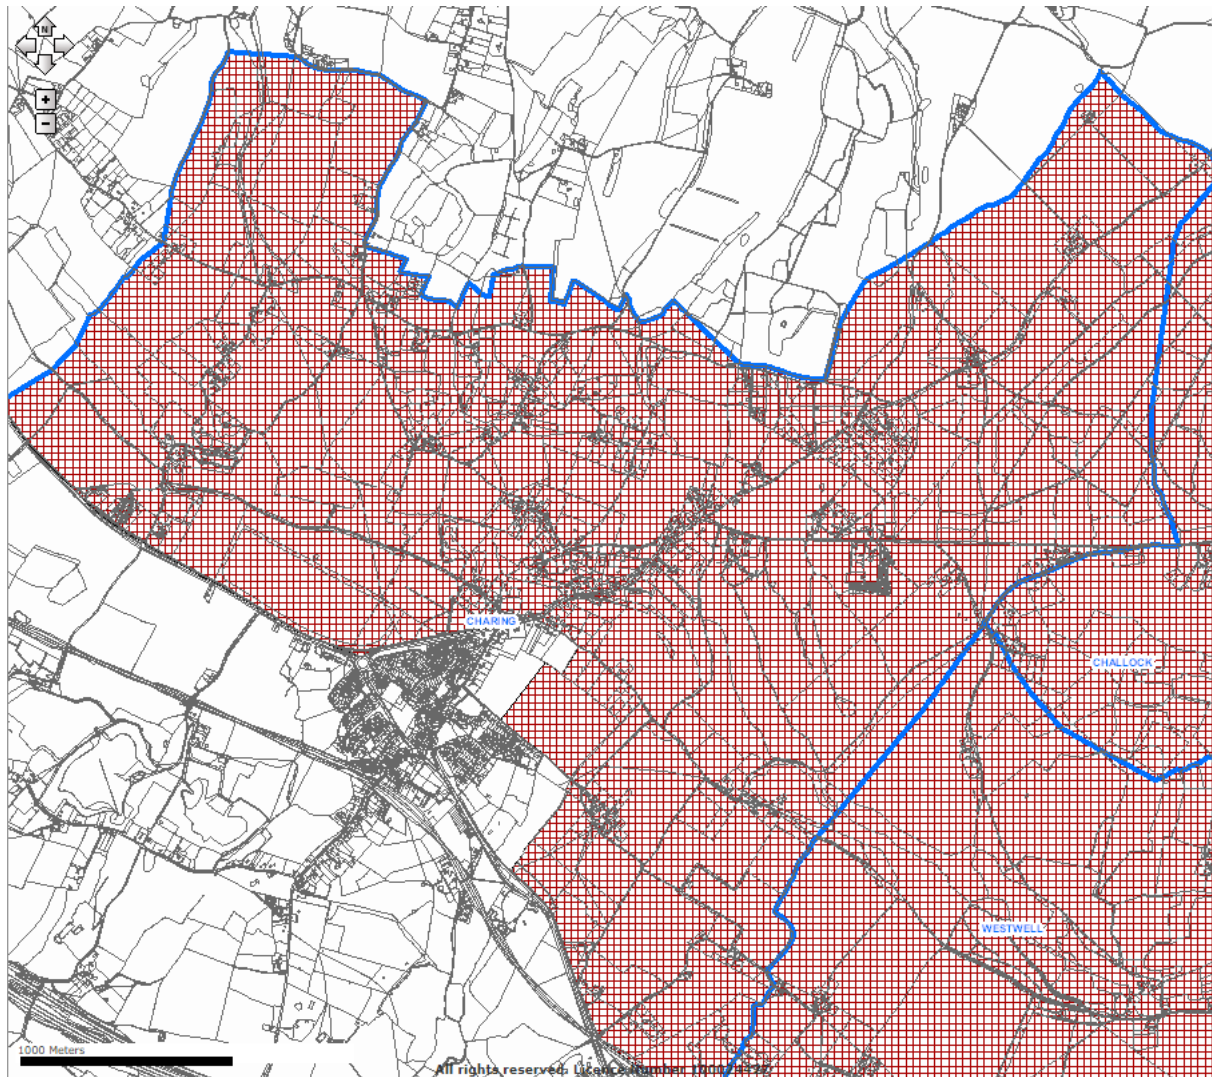 N
+
-
CHARING
CHALLOCK
WESTWELL
1000 Meters
All rights reserved. Licence Number